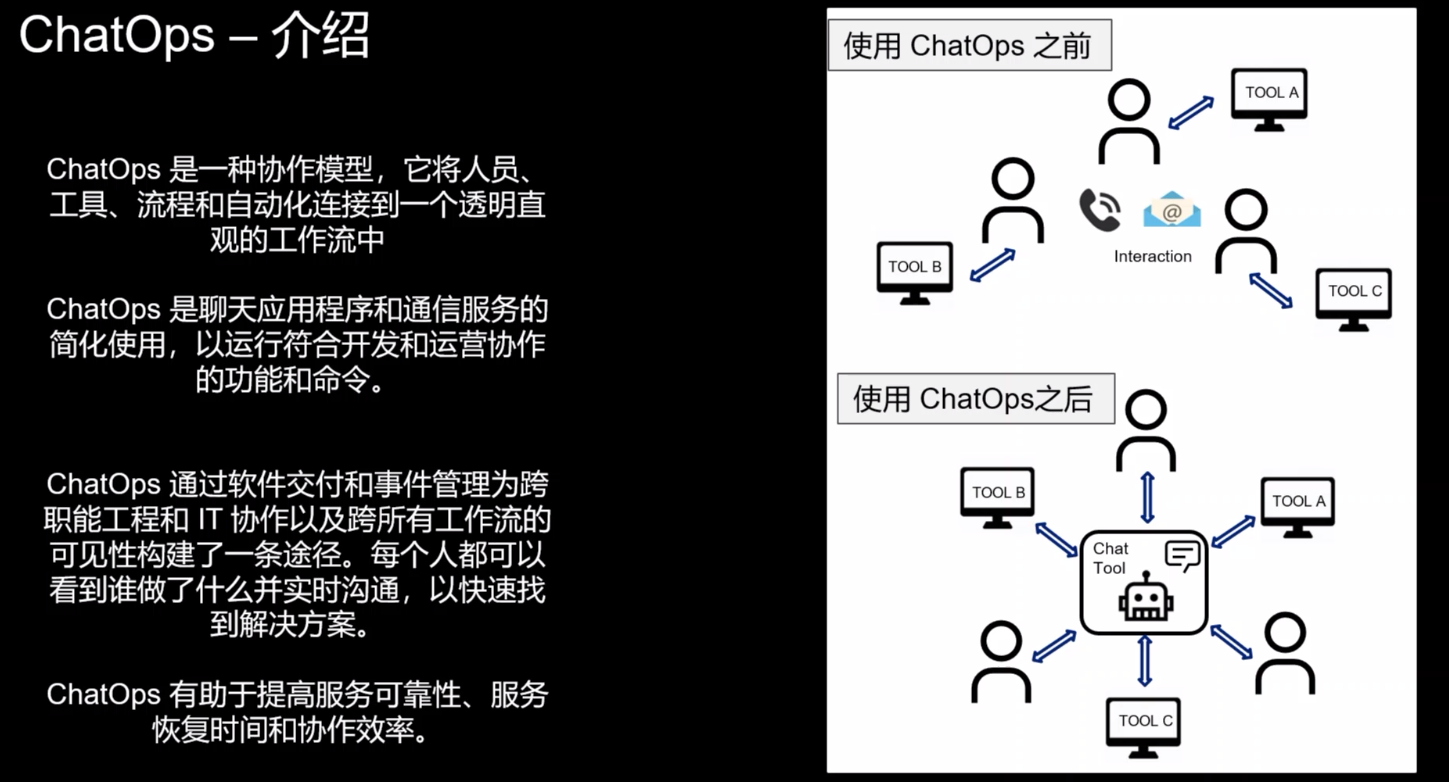 ChatOps – 介绍
ChatOps 是一种协作模型，它将人员、
工具、流程和自动化连接到一个透明直
观的工作流中
ChatOps 是聊天应用程序和通信服务的
简化使用，以运行符合开发和运营协作
的功能和命令。
ChatOps 通过软件交付和事件管理为跨
职能工程和 IT 协作以及跨所有工作流的
可见性构建了一条途径。每个人都可以
看到谁做了什么并实时沟通，以快速找
到解决方案。
ChatOps 有助于提高服务可靠性、服务
恢复时间和协作效率。
使用 ChatOps 之前
TOOL A
@
Interaction
TOOL B
TOOL C
使用 ChatOps之后
TOOL B
TOOL A
Chat
Tool
TOOL C